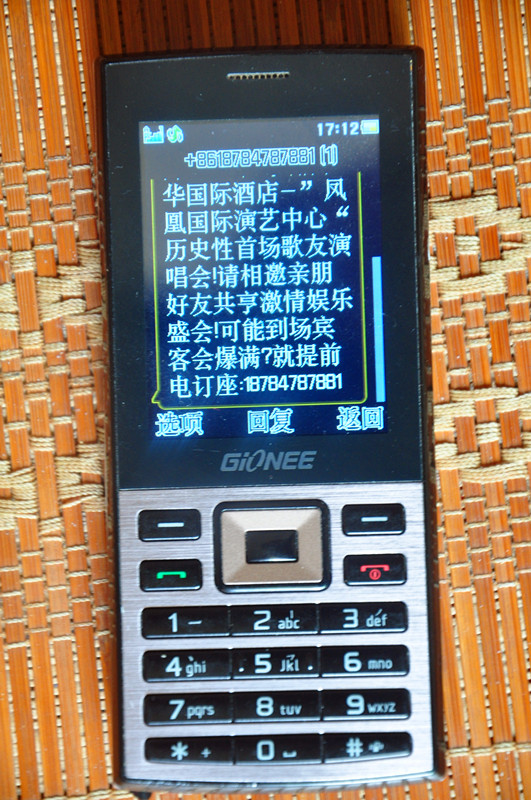 17:12
+8618784787881 (1)
华国际酒店-”凤
凰国际演艺中心“
历史性首场歌友演
唱会!请相邀亲朋
好友共亨激情娱乐
盛会!可能到场宾
客会爆满?就提前
电订座:18784787881
选项 回复 返回
GiONEE
1 - 2 abc 3 def
4 ghi 5 jkl 6 mno
7 pqrs 8 tuv 9 wxyz
* + 0 #